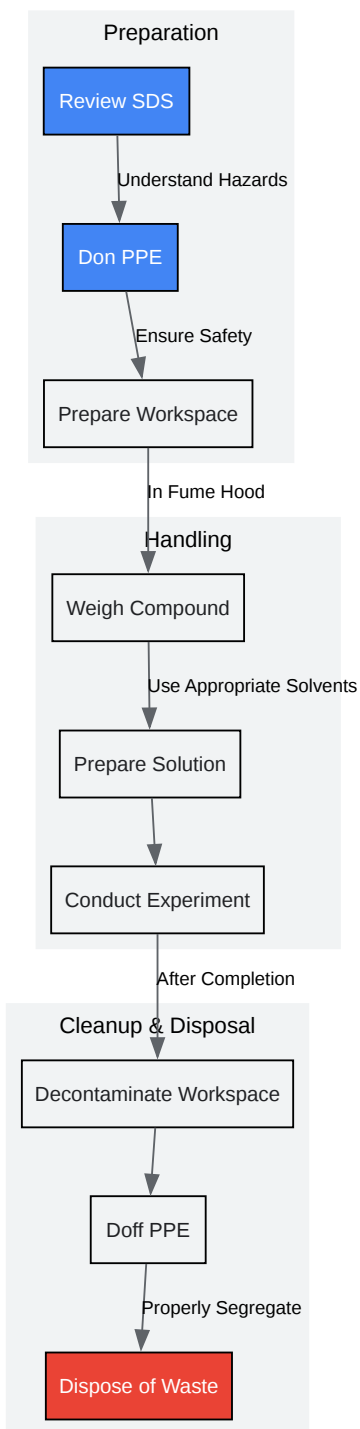 Preparation
Review SDS
Understand Hazards
Don PPE
Ensure Safety
Prepare Workspace
In Fume Hood
Handling
Weigh Compound
Use Appropriate Solvents
Prepare Solution
Conduct Experiment
After Completion
Cleanup & Disposal
Decontaminate Workspace
Doff PPE
Properly Segregate
Dispose of Waste